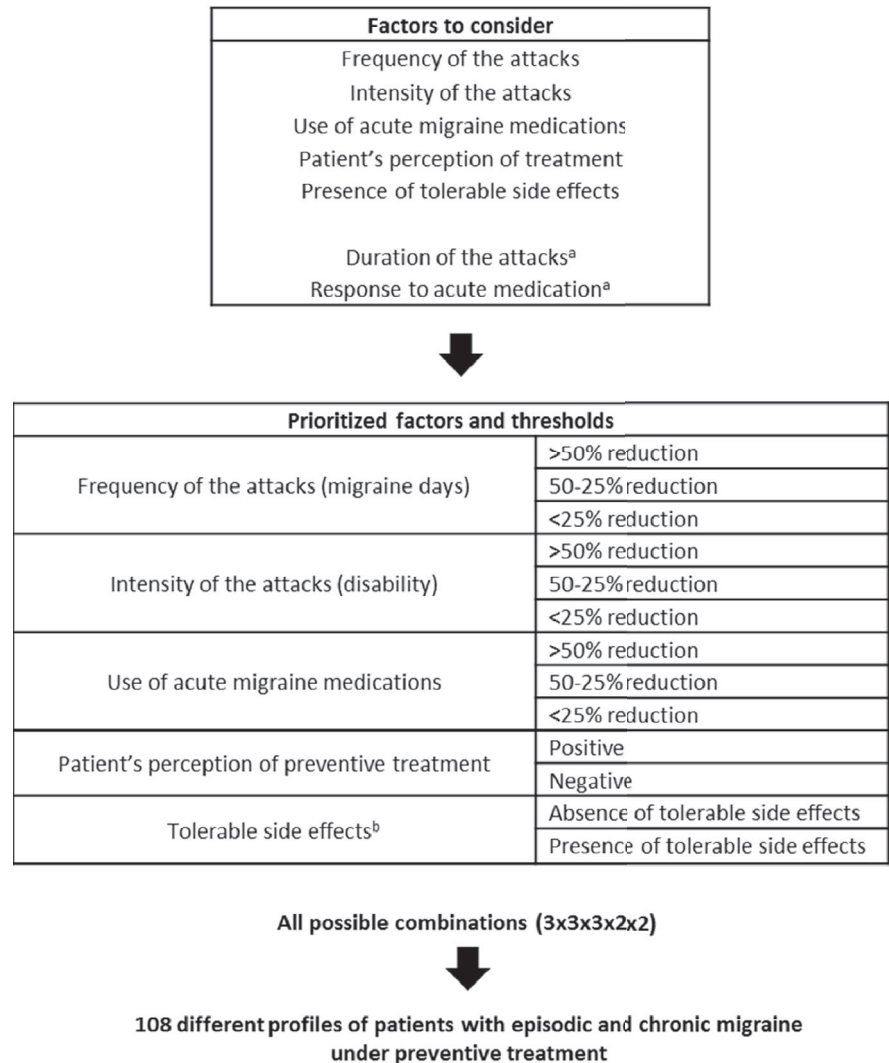 Factors to consider
Frequency of the attacks
Intensity of the attacks
Use of acute migraine medications
Patient's perception of treatment
Presence of tolerable side effects
Duration of the attacksᵃ
Response to acute medicationᵃ
Prioritized factors and thresholds
Frequency of the attacks (migraine days)
>50% reduction
50-25% reduction
<25% reduction
Intensity of the attacks (disability)
>50% reduction
50-25% reduction
<25% reduction
Use of acute migraine medications
>50% reduction
50-25% reduction
<25% reduction
Patient's perception of preventive treatment
Positive
Negative
Tolerable side effectsᵇ
Absence of tolerable side effects
Presence of tolerable side effects
All possible combinations (3x3x3x2x2)
108 different profiles of patients with episodic and chronic migraine
under preventive treatment